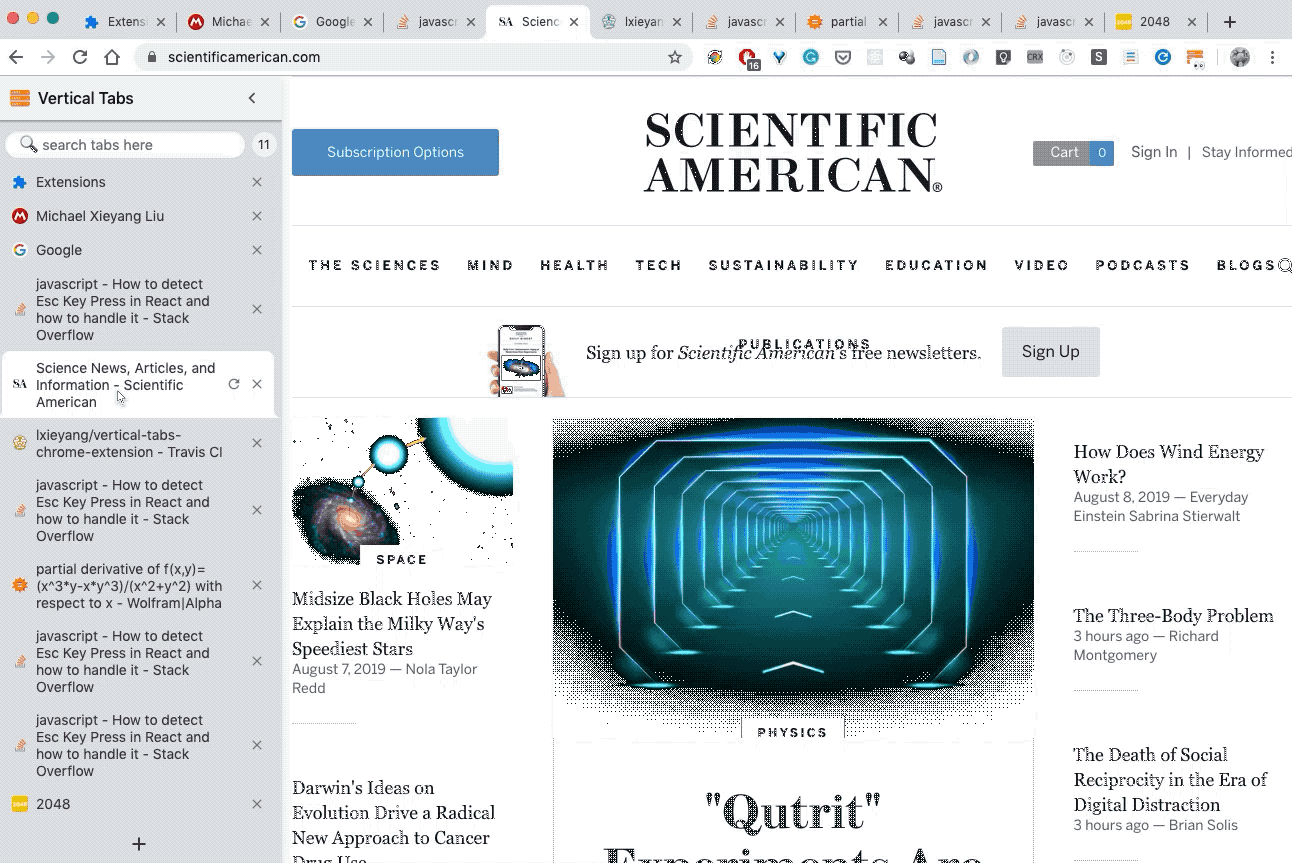 Extens
Michae
Google
javascr
Scienc
lxieyan
javascr
partial
javascr
javascr
2048
scientificamerican.com
16
CRX
S
Vertical Tabs
search tabs here
11
Extensions
Michael Xieyang Liu
Google
javascript - How to detect
Esc Key Press in React and
how to handle it - Stack
Overflow
SA
Science News, Articles, and
Information - Scientific
American
lxieyang/vertical-tabs-
chrome-extension - Travis CI
javascript - How to detect
Esc Key Press in React and
how to handle it - Stack
Overflow
partial derivative of f(x,y)=
(x^3*y-x*y^3)/(x^2+y^2) with
respect to x - Wolfram|Alpha
javascript - How to detect
Esc Key Press in React and
how to handle it - Stack
Overflow
javascript - How to detect
Esc Key Press in React and
how to handle it - Stack
Overflow
2048
Subscription Options
SCIENTIFIC
AMERICAN®
Cart 0 Sign In | Stay Informed
THE SCIENCES MIND HEALTH TECH SUSTAINABILITY EDUCATION VIDEO PODCASTS BLOGS
PUBLICATIONS
Sign up for Scientific American's free newsletters.
Sign Up
SPACE
Midsize Black Holes May
Explain the Milky Way's
Speediest Stars
August 7, 2019 — Nola Taylor
Redd
Darwin's Ideas on
Evolution Drive a Radical
New Approach to Cancer
Drug Use
PHYSICS
"Qutrit"
Experiments Are
How Does Wind Energy
Work?
August 8, 2019 — Everyday
Einstein Sabrina Stierwalt
The Three-Body Problem
3 hours ago — Richard
Montgomery
The Death of Social
Reciprocity in the Era of
Digital Distraction
3 hours ago — Brian Solis